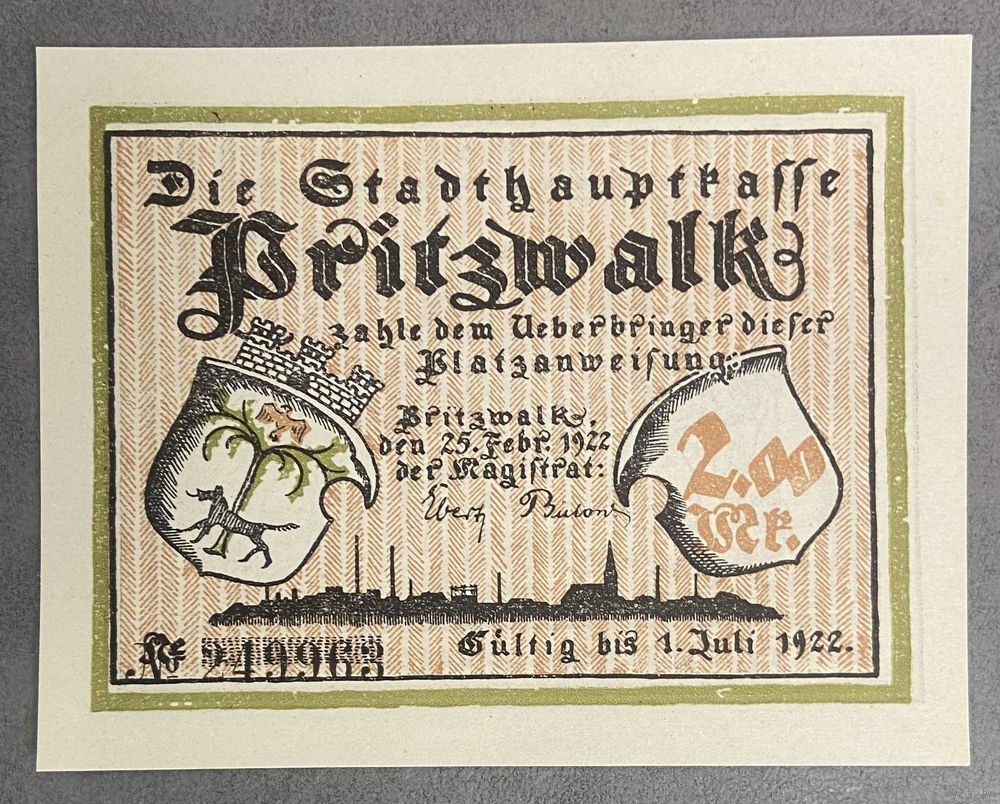 Die Stadthauptkasse
Pritzwalk
zahle dem Ueberbringer dieser
Platzanweisung:
Pritzwalk,
den 25. Febr. 1922
der Magistrat:
2.00
Mk.
№ 249963
Gültig bis 1. Juli 1922.